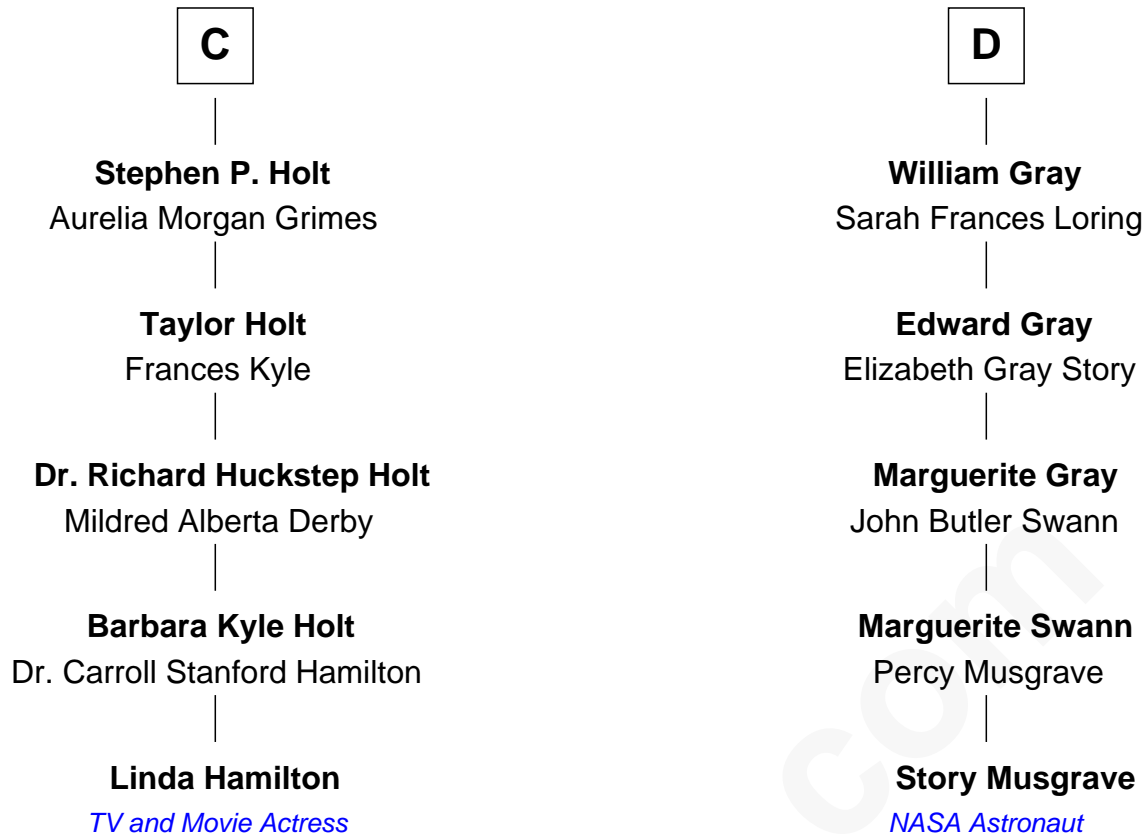 C
Stephen P. Holt
Aurelia Morgan Grimes
Taylor Holt
Frances Kyle
Dr. Richard Huckstep Holt
Mildred Alberta Derby
Barbara Kyle Holt
Dr. Carroll Stanford Hamilton
Linda Hamilton
TV and Movie Actress
D
William Gray
Sarah Frances Loring
Edward Gray
Elizabeth Gray Story
Marguerite Gray
John Butler Swann
Marguerite Swann
Percy Musgrave
Story Musgrave
NASA Astronaut
com